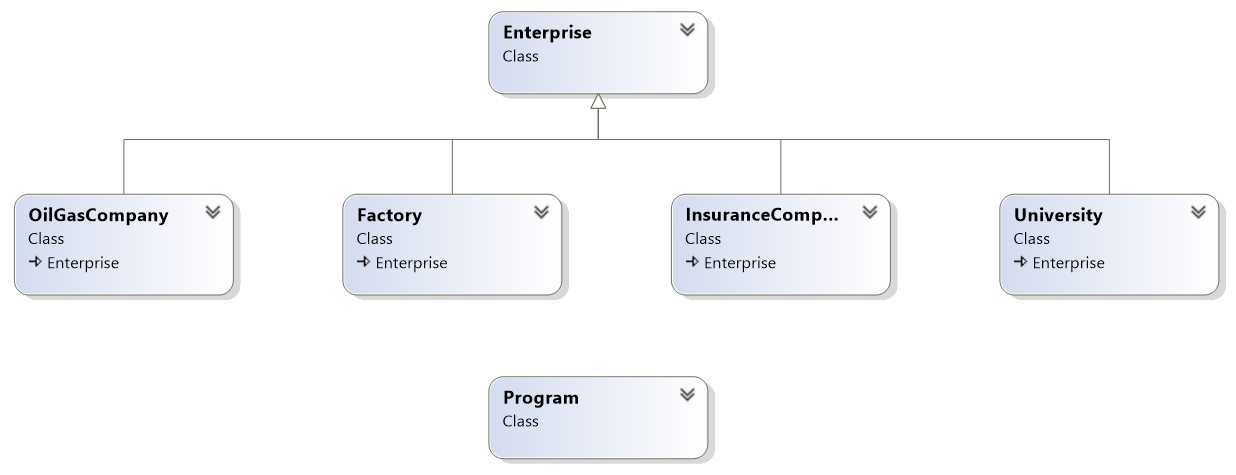 Enterprise
Class
OilGasCompany
Class
Enterprise
Factory
Class
Enterprise
InsuranceComp...
Class
Enterprise
University
Class
Enterprise
Program
Class